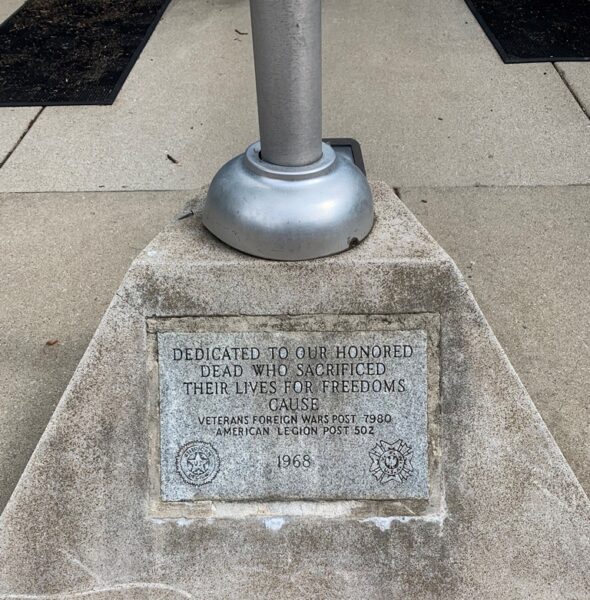 DEDICATED TO OUR HONORED
DEAD WHO SACRIFICED
THEIR LIVES FOR FREEDOMS
CAUSE
VETERANS FOREIGN WARS POST 7980
AMERICAN LEGION POST 502
1968